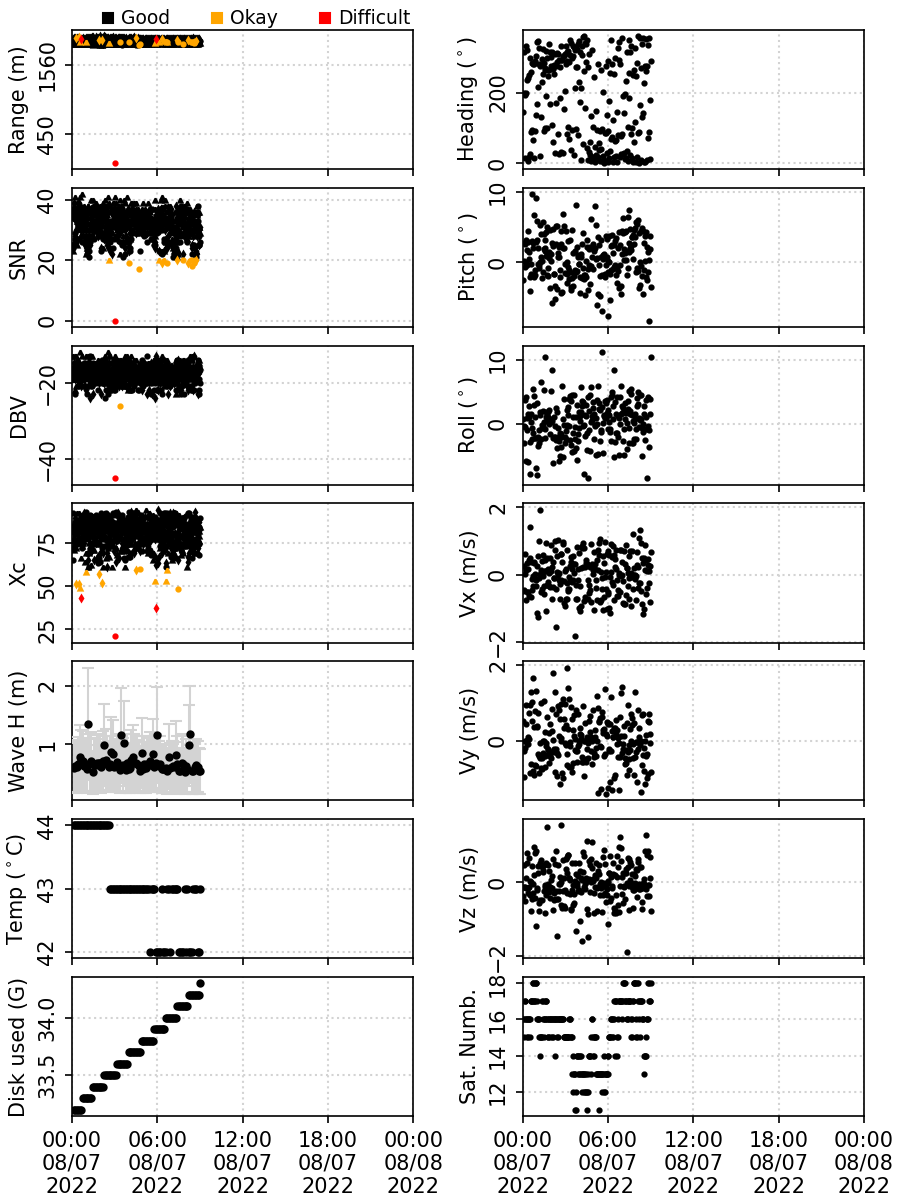 Good Okay Difficult
Range (m) 1560 450
Heading (°) 200 0
SNR 40 20 0
Pitch (°) 10 0
DBV −20 −40
Roll (°) 10 0
Xc 75 50 25
Vx (m/s) 2 0 −2
Wave H (m) 2 1
Vy (m/s) 2 0
Temp (°C) 44 43 42
Vz (m/s) 0 −2
Disk used (G) 34.0 33.5
Sat. Numb. 18 16 14 12
00:00 06:00 12:00 18:00 00:00 00:00 06:00 12:00 18:00 00:00
08/07 08/07 08/07 08/07 08/08 08/07 08/07 08/07 08/07 08/08
2022 2022 2022 2022 2022 2022 2022 2022 2022 2022